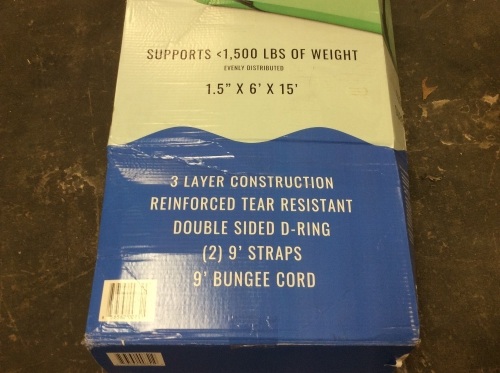 SUPPORTS <1,500 LBS OF WEIGHT
EVENLY DISTRIBUTED
1.5” X 6’ X 15’
3 LAYER CONSTRUCTION
REINFORCED TEAR RESISTANT
DOUBLE SIDED D-RING
(2) 9’ STRAPS
9’ BUNGEE CORD